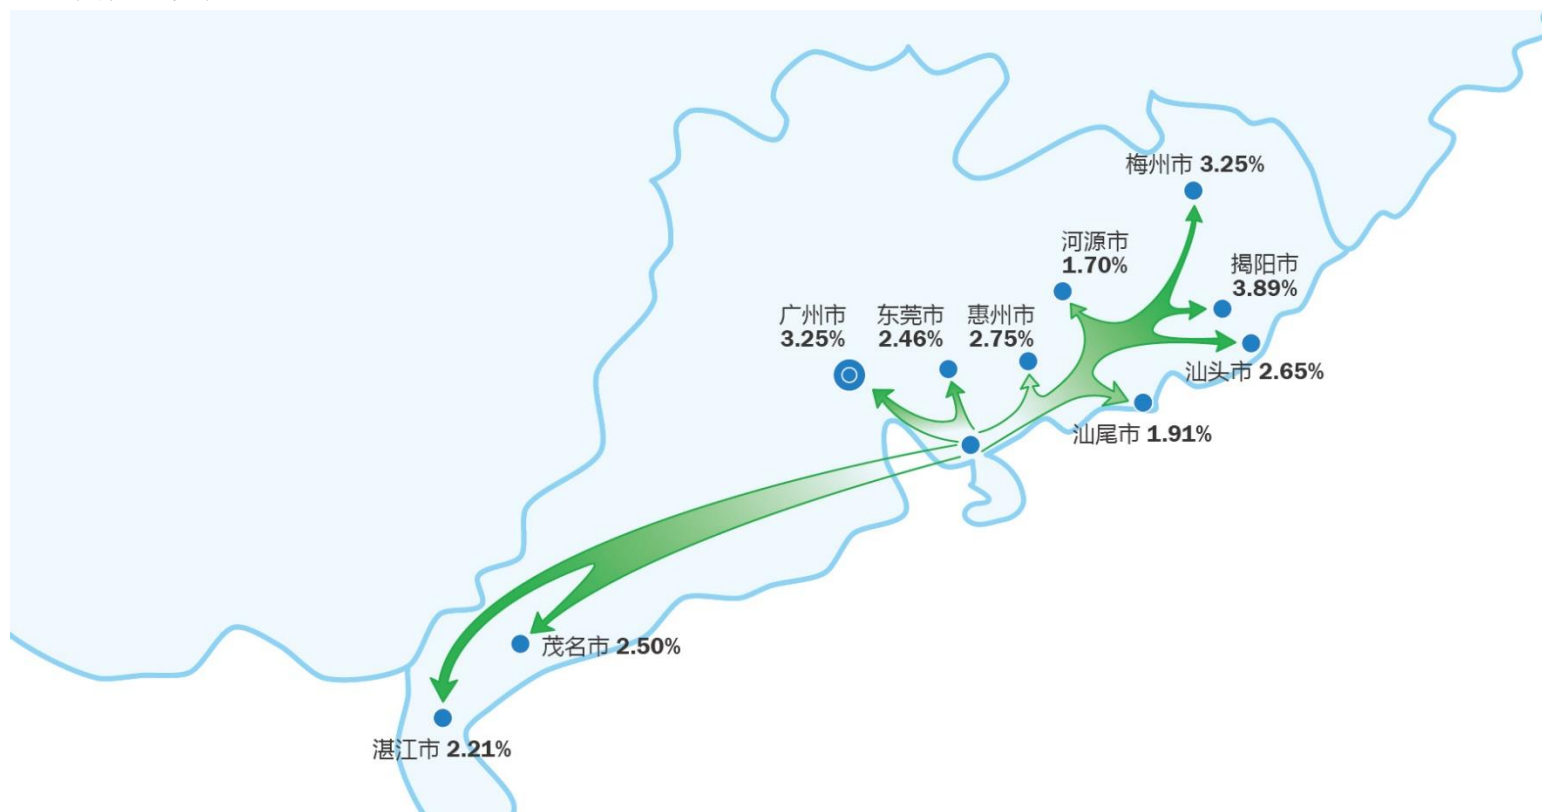 梅州市 3.25%
河源市
1.70%
揭阳市
3.89%
广州市
3.25%
东莞市
2.46%
惠州市
2.75%
汕头市 2.65%
汕尾市 1.91%
茂名市 2.50%
湛江市 2.21%